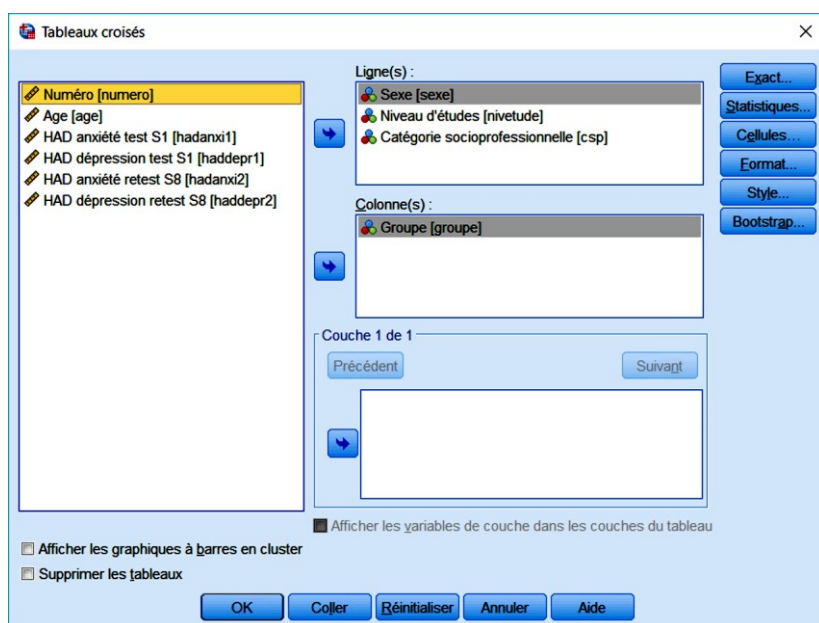 Tableaux croisés
Numéro [numero]
Age [age]
HAD anxiété test S1 [hadanxi1]
HAD dépression test S1 [haddepr1]
HAD anxiété retest S8 [hadanxi2]
HAD dépression retest S8 [haddepr2]
Ligne(s) :
Sexe [sexe]
Niveau d'études [nivetude]
Catégorie socioprofessionnelle [csp]
Colonne(s) :
Groupe [groupe]
Couche 1 de 1
Précédent
Suivant
Afficher les variables de couche dans les couches du tableau
Exact...
Statistiques...
Cellules...
Format...
Style...
Bootstrap...
Afficher les graphiques à barres en cluster
Supprimer les tableaux
OK
Coller
Réinitialiser
Annuler
Aide